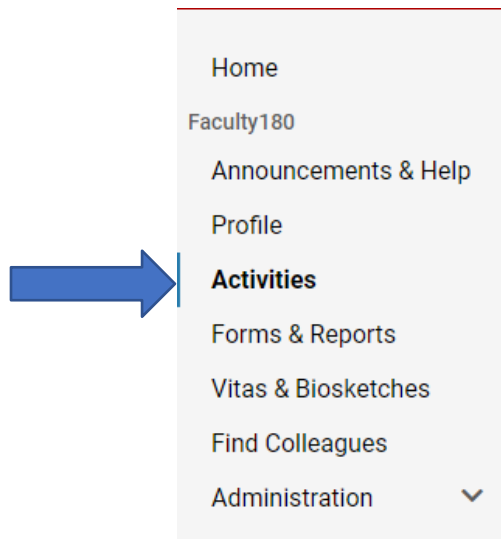 Home
Faculty180
Announcements & Help
Profile
Activities
Forms & Reports
Vitas & Biosketches
Find Colleagues
Administration